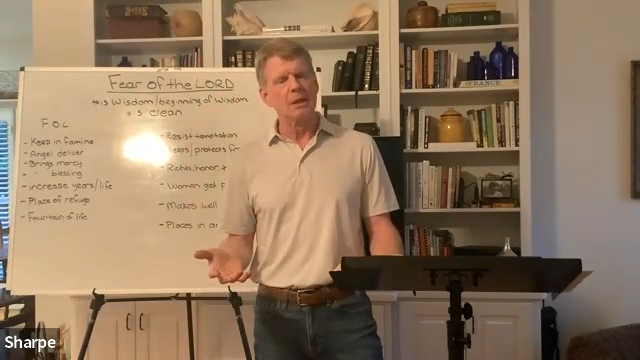 Fear of the LORD
is Wisdom/beginning of Wisdom
is clean
F.O.L
- Keep in famine
- Angel deliver
- Brings mercy
- " blessing
- increase years/life
- Place of refuge
- Fountain of life
- Resist temptation
- Keeps/protects fr
- Riches, honor, +
- Women get p
- Makes well
- Places in a
FRANCE
Sharpe